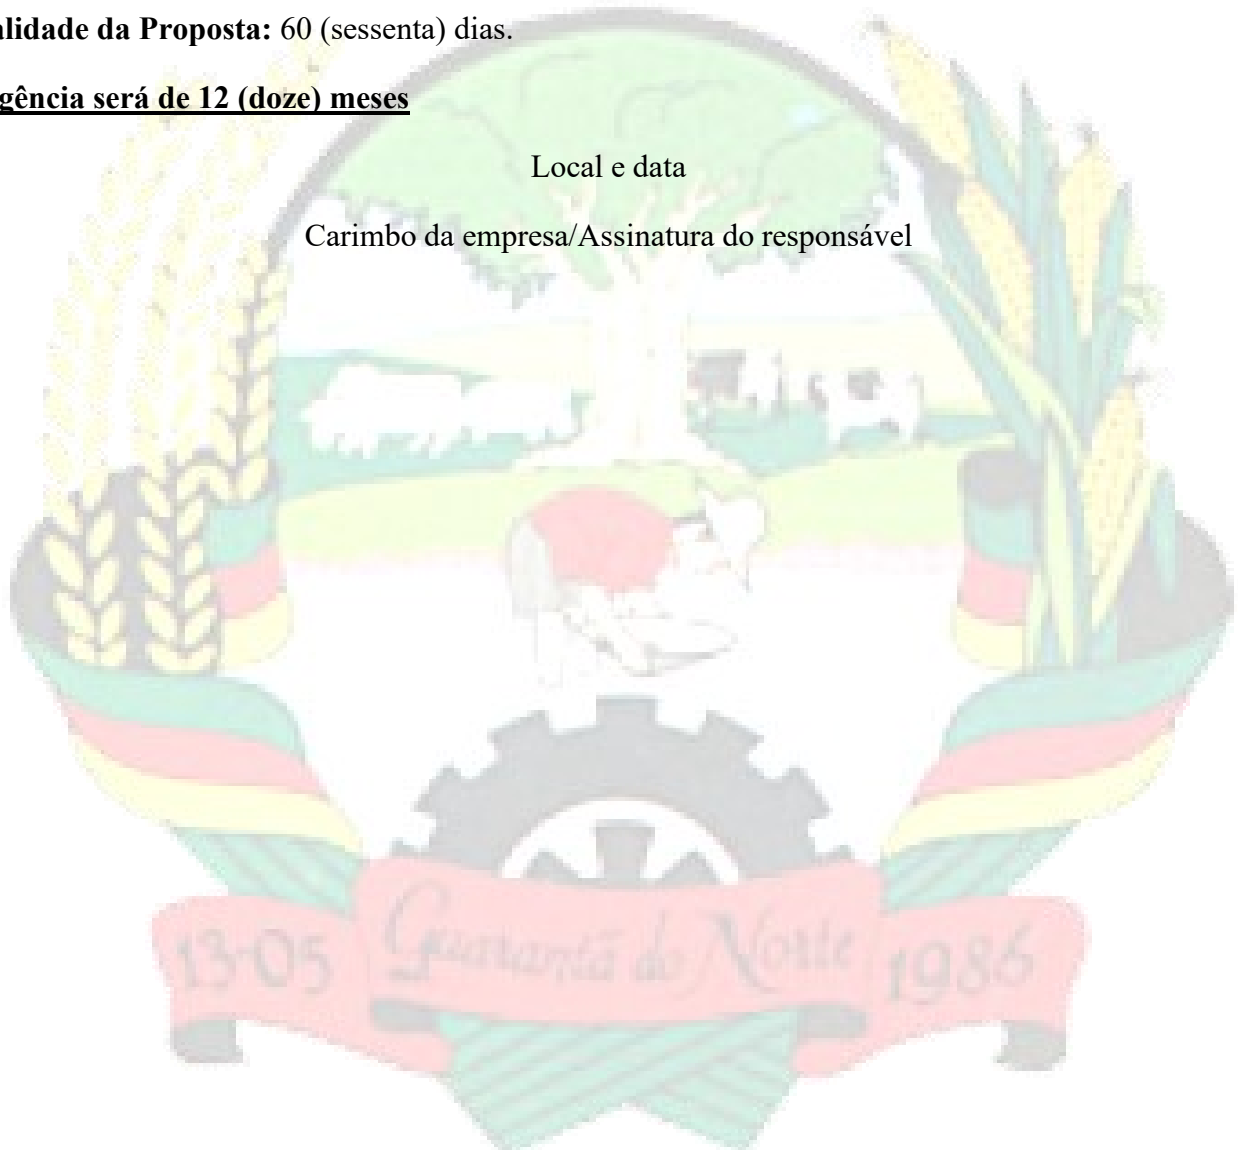 alidade da Proposta: 60 (sessenta) dias.
gência será de 12 (doze) meses
Local e data
Carimbo da empresa/Assinatura do responsável
13-05 Guarantã do Norte 1986